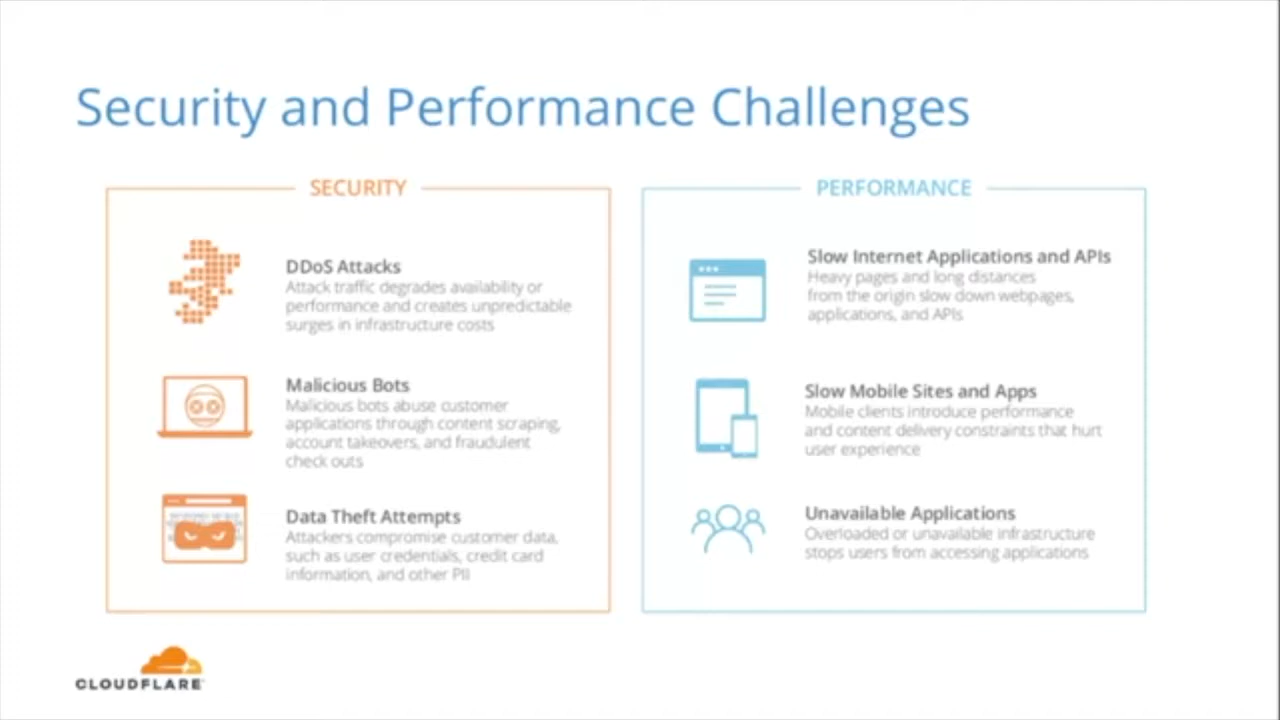 Security and Performance Challenges
SECURITY
DDoS Attacks
Attack traffic degrades availability or
performance and creates unpredictable
surges in infrastructure costs
Malicious Bots
Malicious bots abuse customer
applications through content scraping,
account takeovers, and fraudulent
check outs
Data Theft Attempts
Attackers compromise customer data,
such as user credentials, credit card
information, and other PII
PERFORMANCE
Slow Internet Applications and APIs
Heavy pages and long distances
from the origin slow down webpages,
applications, and APIs
Slow Mobile Sites and Apps
Mobile clients introduce performance
and content delivery constraints that hurt
user experience
Unavailable Applications
Overloaded or unavailable infrastructure
stops users from accessing applications
CLOUDFLARE